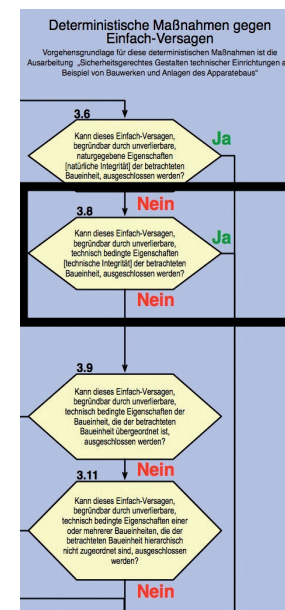 Deterministische Maßnahmen gegen
Einfach-Versagen
Vorgehensgrundlage für diese deterministischen Maßnahmen ist die
Ausarbeitung „Sicherheitsgerechtes Gestalten technischer Einrichtungen a
Beispiel von Bauwerken und Anlagen des Apparatebaus“
3.6
Kann dieses Einfach-Versagen,
begründbar durch unverlierbare,
naturgegebene Eigenschaften
[natürliche Integrität] der betrachteten
Baueinheit, ausgeschlossen werden?
Ja
Nein
3.8
Kann dieses Einfach-Versagen,
begründbar durch unverlierbare,
technisch bedingte Eigenschaften
[technische Integrität] der betrachteten
Baueinheit, ausgeschlossen werden?
Ja
Nein
3.9
Kann dieses Einfach-Versagen,
begründbar durch unverlierbare,
technisch bedingte Eigenschaften der
Baueinheit, die der betrachteten
Baueinheit übergeordnet ist,
ausgeschlossen werden?
Nein
3.11
Kann dieses Einfach-Versagen,
begründbar durch unverlierbare,
technisch bedingte Eigenschaften einer
oder mehrerer Baueinheiten, die der
betrachteten Baueinheit hierarchisch
nicht zugeordnet sind, ausgeschlossen
werden?
Nein